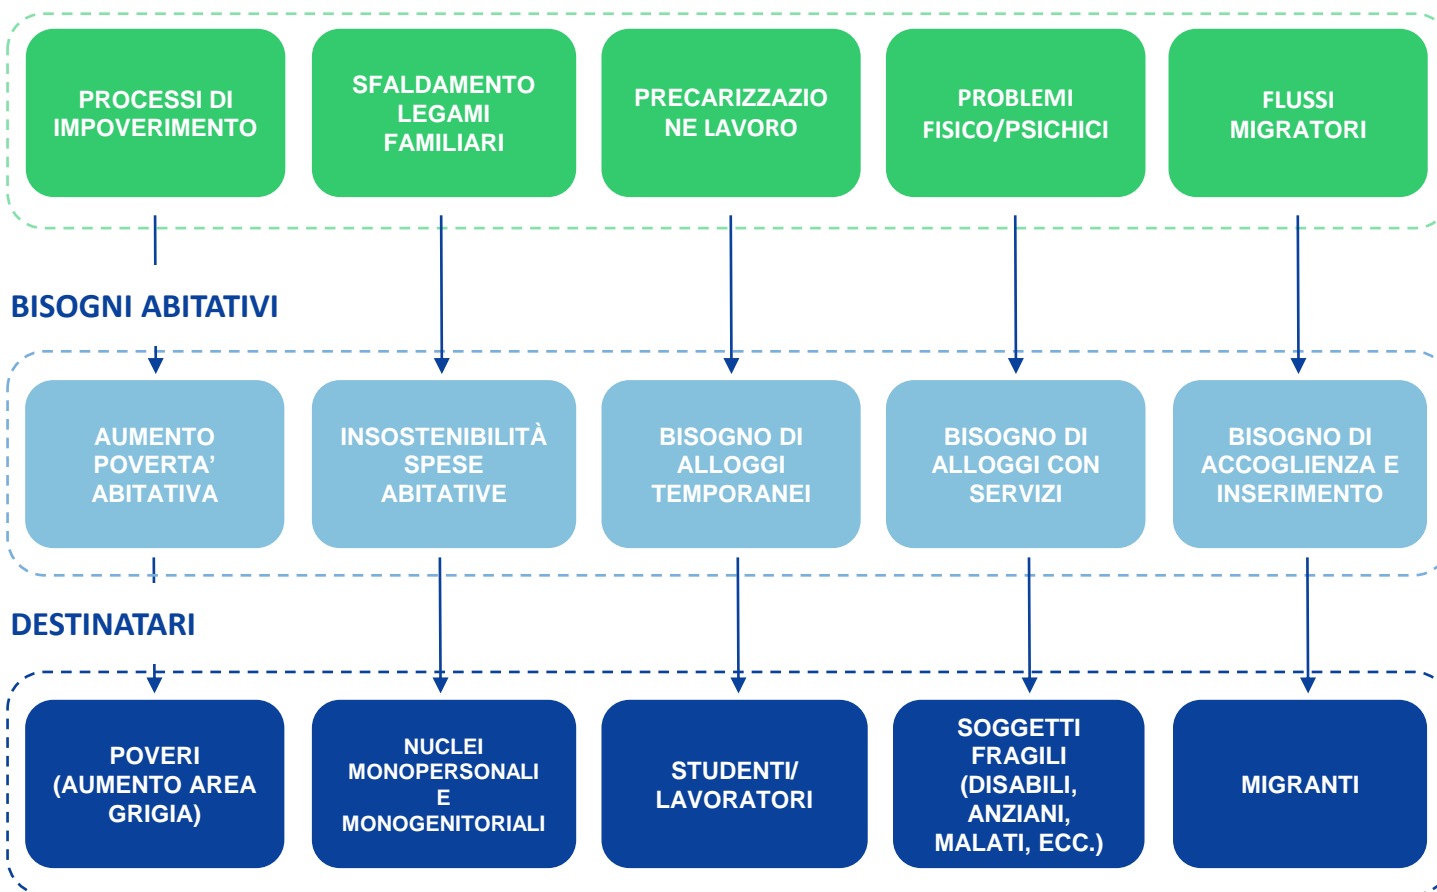 PROCESSI DI
IMPOVERIMENTO
SFALDAMENTO
LEGAMI
FAMILIARI
PRECARIZZAZIO
NE LAVORO
PROBLEMI
FISICO/PSICHICI
FLUSSI
MIGRATORI
BISOGNI ABITATIVI
AUMENTO
POVERTA’
ABITATIVA
INSOSTENIBILITÀ
SPESE
ABITATIVE
BISOGNO DI
ALLOGGI
TEMPORANEI
BISOGNO DI
ALLOGGI CON
SERVIZI
BISOGNO DI
ACCOGLIENZA E
INSERIMENTO
DESTINATARI
POVERI
(AUMENTO AREA
GRIGIA)
NUCLEI
MONOPERSONALI
E
MONOGENITORIALI
STUDENTI/
LAVORATORI
SOGGETTI
FRAGILI
(DISABILI,
ANZIANI,
MALATI, ECC.)
MIGRANTI